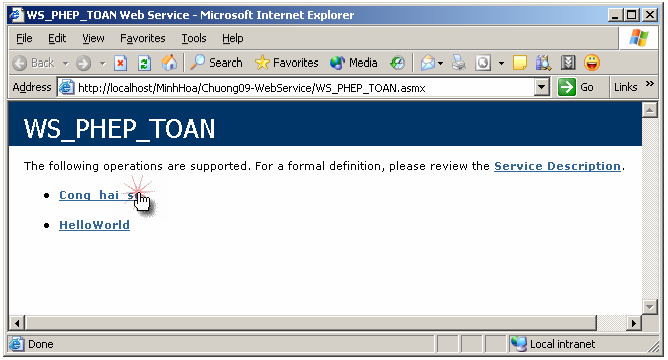 WS_PHEP_TOAN Web Service - Microsoft Internet Explorer
File Edit View Favorites Tools Help
Back Search Favorites Media
Address http://localhost/MinhHoa/Chuong09-WebService/WS_PHEP_TOAN.asmx Go Links »
WS_PHEP_TOAN
The following operations are supported. For a formal definition, please review the Service Description.
• Cong_hai_
• HelloWorld
Done Local intranet